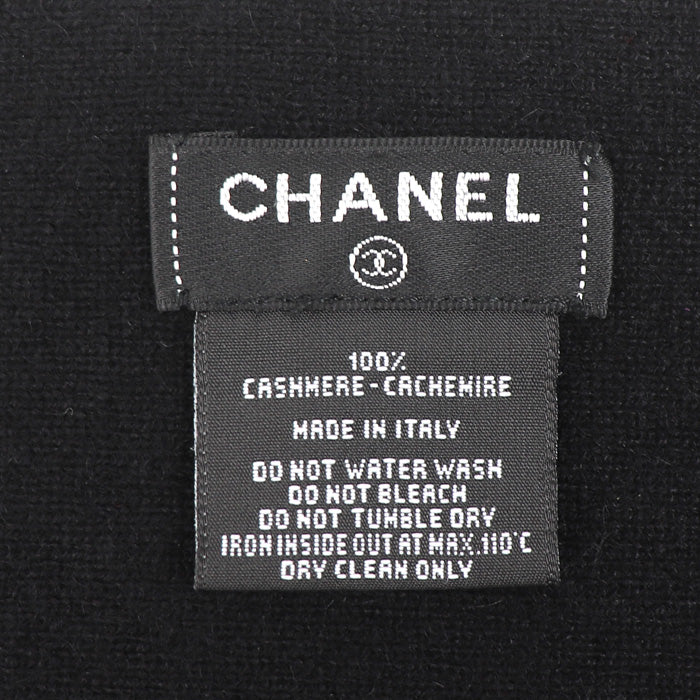 CHANEL
100%
CASHMERE-CACHEMIRE
MADE IN ITALY
DO NOT WATER WASH
DO NOT BLEACH
DO NOT TUMBLE DRY
IRON INSIDE OUT AT MAX.110°C
DRY CLEAN ONLY